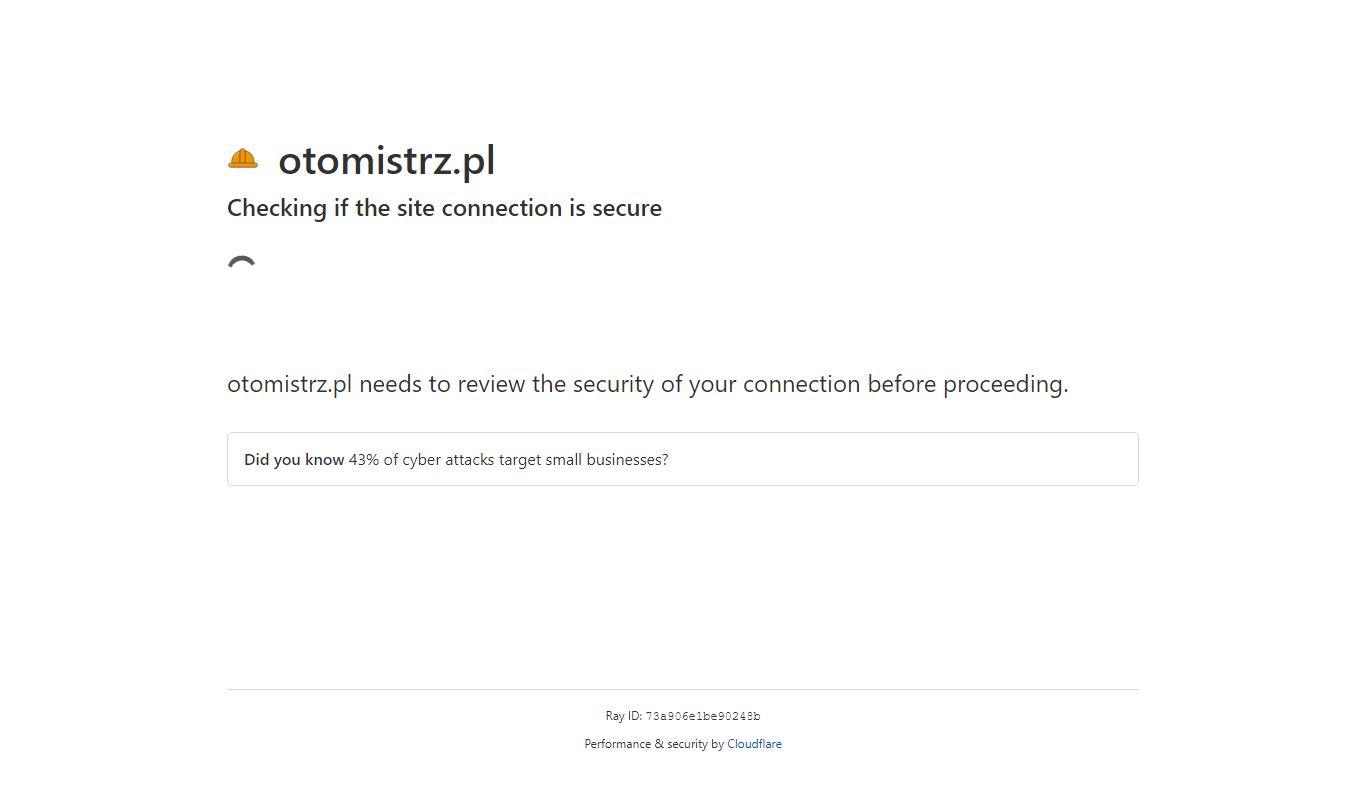 otomistrz.pl
Checking if the site connection is secure
otomistrz.pl needs to review the security of your connection before proceeding.
Did you know 43% of cyber attacks target small businesses?
Ray ID: 73a906e1be90248b
Performance & security by Cloudflare